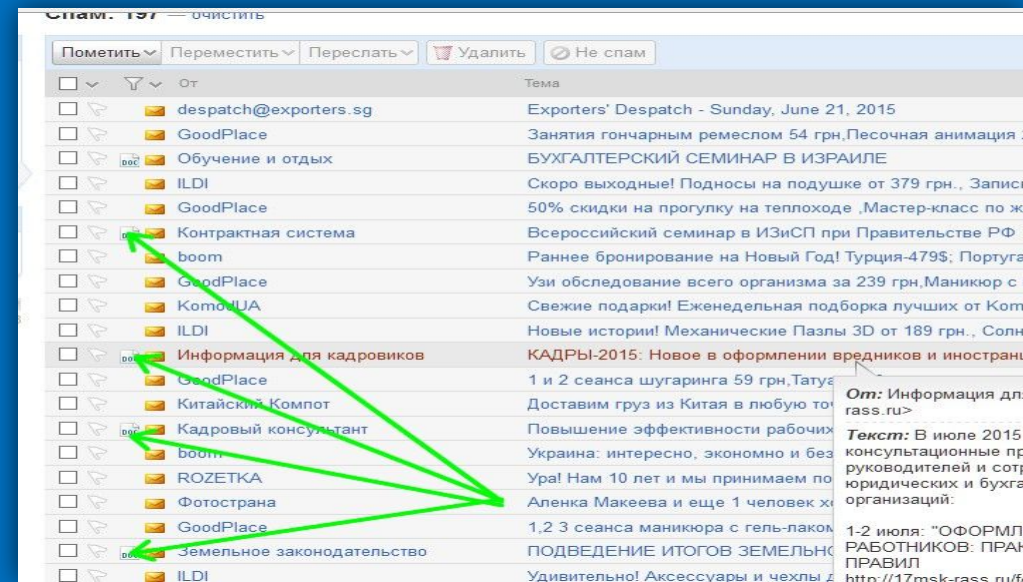 Спам: 197 — очистить
Пометить Переместить Переслать Удалить Не спам
От Тема
despatch@exporters.sg Exporters' Despatch - Sunday, June 21, 2015
GoodPlace Занятия гончарным ремеслом 54 грн,Песочная анимация
DOC Обучение и отдых БУХГАЛТЕРСКИЙ СЕМИНАР В ИЗРАИЛЕ
ILDI Скоро выходные! Подносы на подушке от 379 грн., Запис
GoodPlace 50% скидки на прогулку на теплоходе ,Мастер-класс по ж
Контрактная система Всероссийский семинар в ИЗиСП при Правительстве РФ
boom Раннее бронирование на Новый Год! Турция-479$; Португа
GoodPlace Узи обследование всего организма за 239 грн,Маникюр с
KomodUA Свежие подарки! Еженедельная подборка лучших от Kom
ILDI Новые истории! Механические Пазлы 3D от 189 грн., Солн
Информация для кадровиков КАДРЫ-2015: Новое в оформлении вредников и иностран
GoodPlace 1 и 2 сеанса шугаринга 59 грн,Татуа
Китайский Компот Доставим груз из Китая в любую то
Кадровый консультант Повышение эффективности рабочих
boom Украина: интересно, экономно и без
ROZETKA Ура! Нам 10 лет и мы принимаем по
Фотострана Аленка Макеева и еще 1 человек х
GoodPlace 1,2 3 сеанса маникюра с гель-лаком
Земельное законодательство ПОДВЕДЕНИЕ ИТОГОВ ЗЕМЕЛЬНО
ILDI Удивительно! Аксессуары и чехлы д
От: Информация дл
rass.ru>
Текст: В июле 2015
консультационные пр
руководителей и сотр
юридических и бухга
организаций:
1-2 июля: "ОФОРМЛ
РАБОТНИКОВ: ПРАК
ПРАВИЛ
http://17msk-rass.ru/f